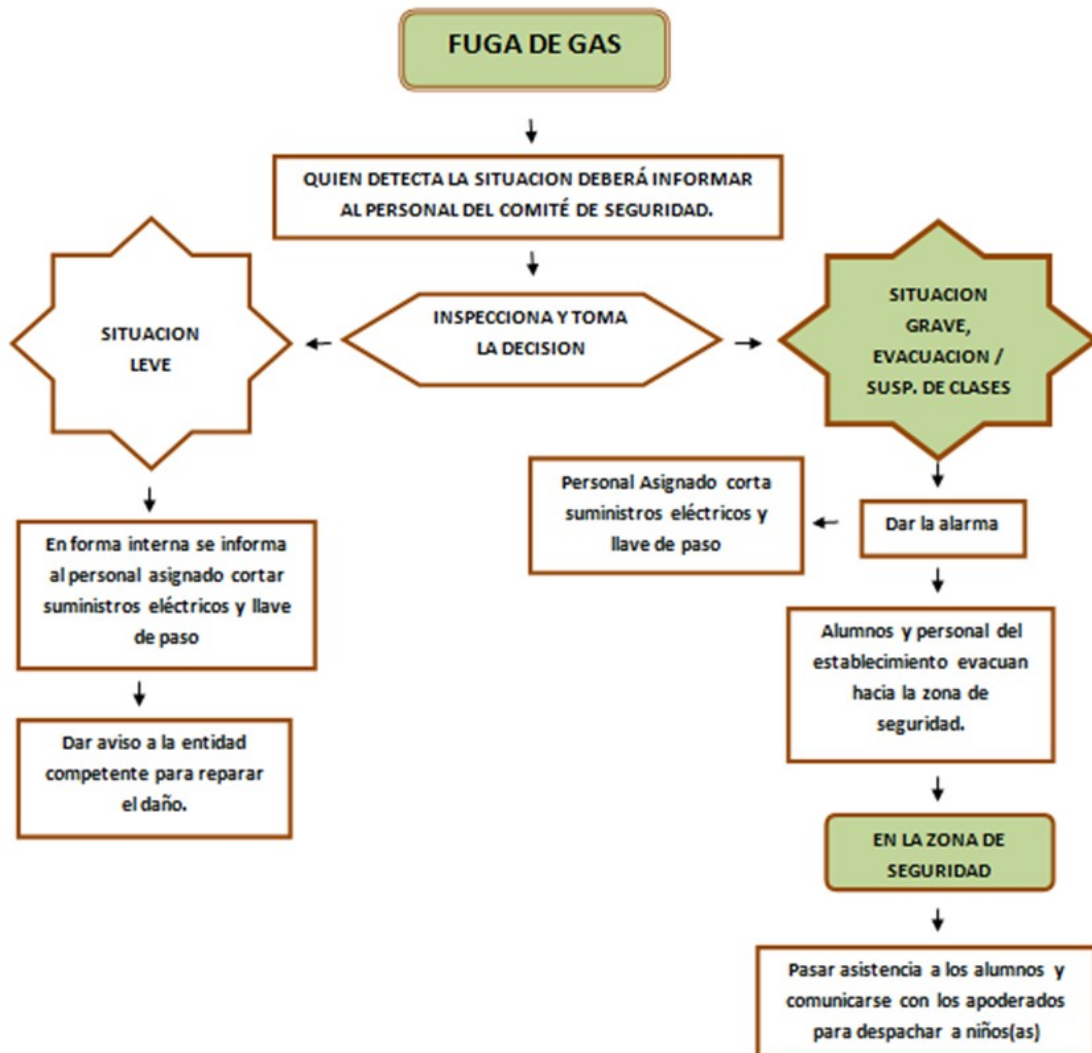 FUGA DE GAS
QUIEN DETECTA LA SITUACION DEBERÁ INFORMAR
AL PERSONAL DEL COMITÉ DE SEGURIDAD.
INSPECCIONA Y TOMA
LA DECISION
SITUACION
LEVE
En forma interna se informa
al personal asignado cortar
suministros eléctricos y llave
de paso
Dar aviso a la entidad
competente para reparar
el daño.
SITUACION
GRAVE,
EVACUACION /
SUSP. DE CLASES
Dar la alarma
Personal Asignado corta
suministros eléctricos y
llave de paso
Alumnos y personal del
establecimiento evacuan
hacia la zona de
seguridad.
EN LA ZONA DE
SEGURIDAD
Pasar asistencia a los alumnos y
comunicarse con los apoderados
para despachar a niños(as)